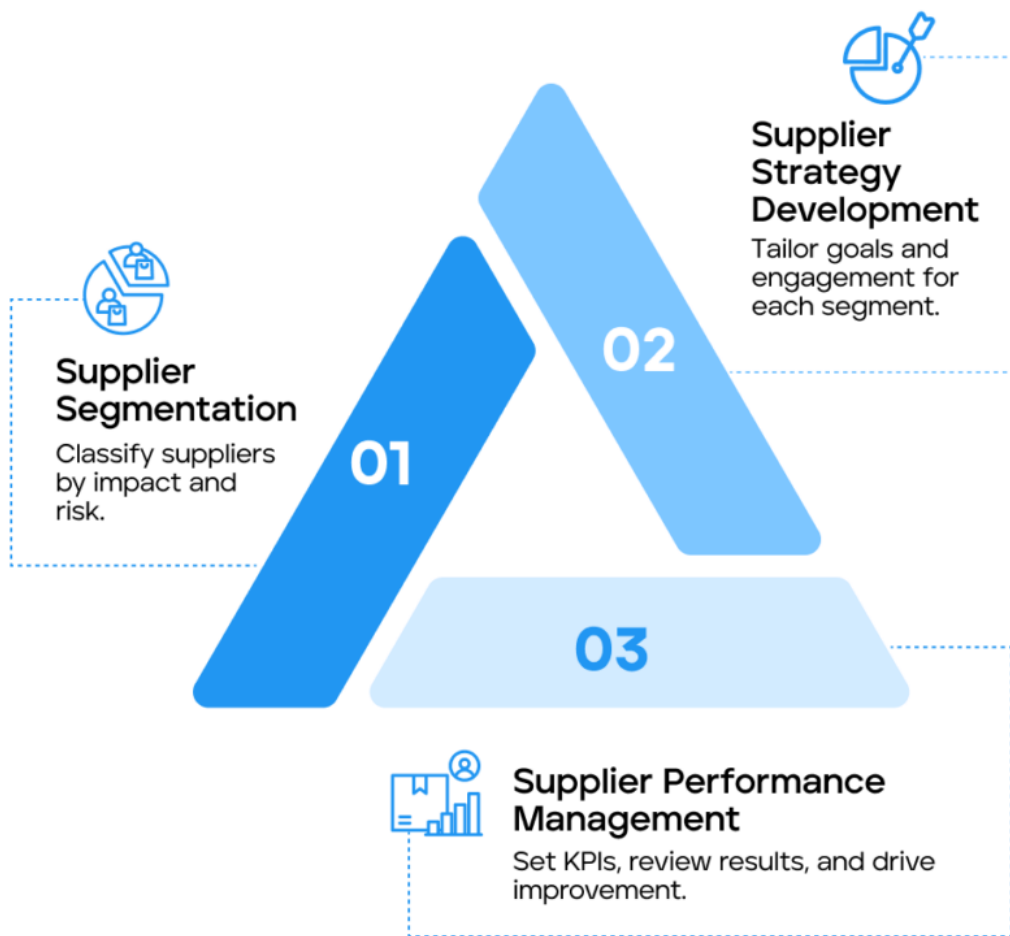 Supplier
Segmentation
Classify suppliers
by impact and
risk.
01
Supplier
Strategy
Development
Tailor goals and
engagement for
each segment.
02
03
Supplier Performance
Management
Set KPIs, review results, and drive
improvement.